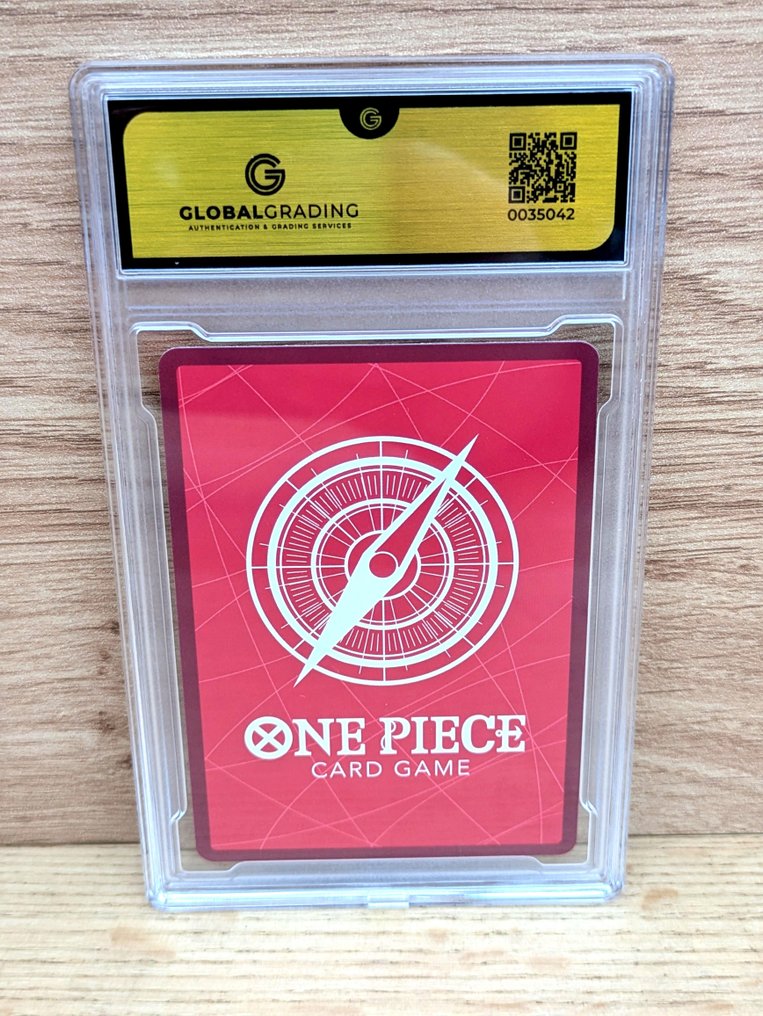 G
G
GLOBALGRADING
AUTHENTICATION & GRADING SERVICES
0035042
ONE PIECE
CARD GAME